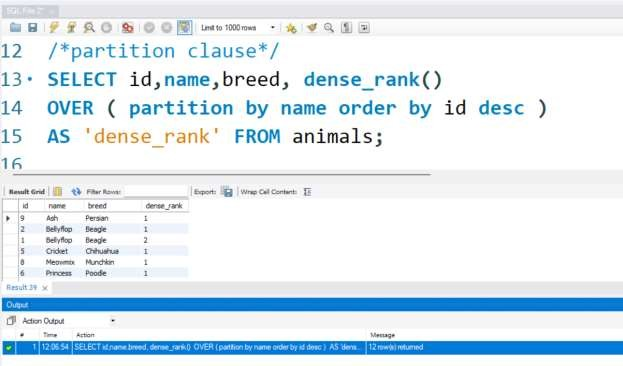 SQL File 2*
Limit to 1000 rows
12 /*partition clause*/
13 SELECT id,name,breed, dense_rank()
14 OVER ( partition by name order by id desc )
15 AS 'dense_rank' FROM animals;
16
Result Grid Filter Rows: Export: Wrap Cell Content:
id name breed dense_rank
9 Ash Persian 1
2 Bellyflop Beagle 1
1 Bellyflop Beagle 2
5 Cricket Chihuahua 1
8 Meowmix Munchkin 1
6 Princess Poodle 1
Result 39 x
Output
Action Output
# Time Action Message
1 12:06:54 SELECT id,name,breed, dense_rank() OVER ( partition by name order by id desc ) AS 'dens... 12 row(s) returned